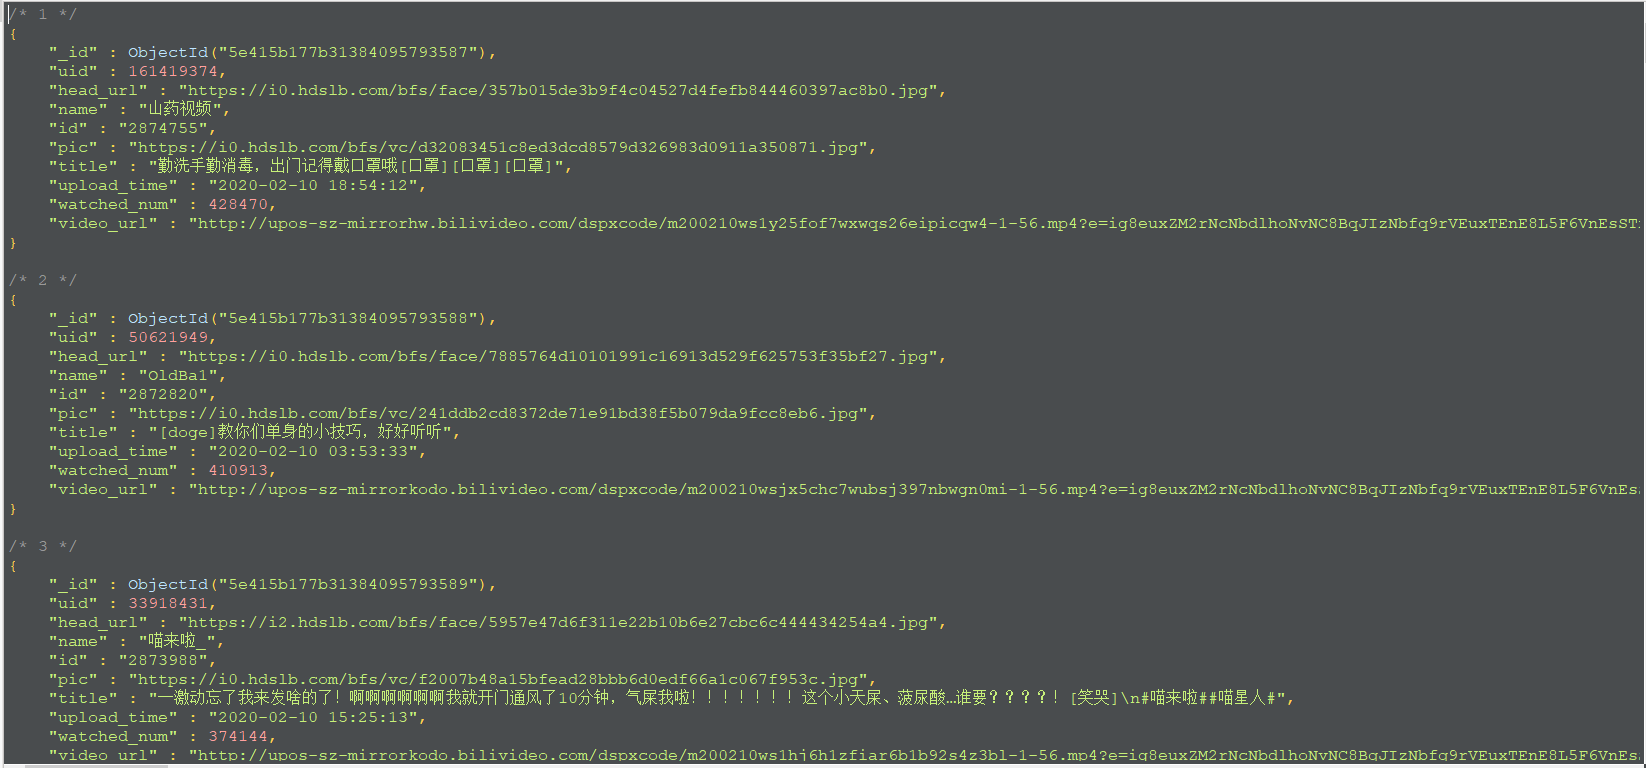 /* 1 */
{
    "_id" : ObjectId("5e415b177b31384095793587"),
    "uid" : 161419374,
    "head_url" : "https://i0.hdslb.com/bfs/face/357b015de3b9f4c04527d4fefb844460397ac8b0.jpg",
    "name" : "山药视频",
    "id" : "2874755",
    "pic" : "https://i0.hdslb.com/bfs/vc/d32083451c8ed3dcd8579d326983d0911a350871.jpg",
    "title" : "勤洗手勤消毒，出门记得戴口罩哦[口罩][口罩][口罩]",
    "upload_time" : "2020-02-10 18:54:12",
    "watched_num" : 428470,
    "video_url" : "http://upos-sz-mirrorhw.bilivideo.com/dspxcode/m200210ws1y25fof7wxwqs26eipicqw4-1-56.mp4?e=ig8euxZM2rNcNbdlhoNvNC8BqJIzNbfq9rVEuxTEnE8L5F6VnEsST
}
/* 2 */
{
    "_id" : ObjectId("5e415b177b31384095793588"),
    "uid" : 50621949,
    "head_url" : "https://i0.hdslb.com/bfs/face/7885764d10101991c16913d529f625753f35bf27.jpg",
    "name" : "OldBa1",
    "id" : "2872820",
    "pic" : "https://i0.hdslb.com/bfs/vc/241ddb2cd8372de71e91bd38f5b079da9fcc8eb6.jpg",
    "title" : "[doge]教你们单身的小技巧，好好听听",
    "upload_time" : "2020-02-10 03:53:33",
    "watched_num" : 410913,
    "video_url" : "http://upos-sz-mirrorkodo.bilivideo.com/dspxcode/m200210wsjx5chc7wubsj397nbwgn0mi-1-56.mp4?e=ig8euxZM2rNcNbdlhoNvNC8BqJIzNbfq9rVEuxTEnE8L5F6VnEs
}
/* 3 */
{
    "_id" : ObjectId("5e415b177b31384095793589"),
    "uid" : 33918431,
    "head_url" : "https://i2.hdslb.com/bfs/face/5957e47d6f311e22b10b6e27cbc6c444434254a4.jpg",
    "name" : "喵来啦_",
    "id" : "2873988",
    "pic" : "https://i0.hdslb.com/bfs/vc/f2007b48a15bfead28bbb6d0edf66a1c067f953c.jpg",
    "title" : "一激动忘了我来发啥的了！啊啊啊啊啊啊我就开门通风了10分钟，气屎我啦！！！！！！！这个小天屎、菠尿酸…谁要？？？？！[笑哭]\n#喵来啦##喵星人#",
    "upload_time" : "2020-02-10 15:25:13",
    "watched_num" : 374144,
    "video_url" : "http://upos-sz-mirrorkodo.bilivideo.com/dspxcode/m200210ws1hj6h1zfiar6b1b92s4z3bl-1-56.mp4?e=ig8euxZM2rNcNbdlhoNvNC8BqJIzNbfq9rVEuxTEnE8L5F6VnEs